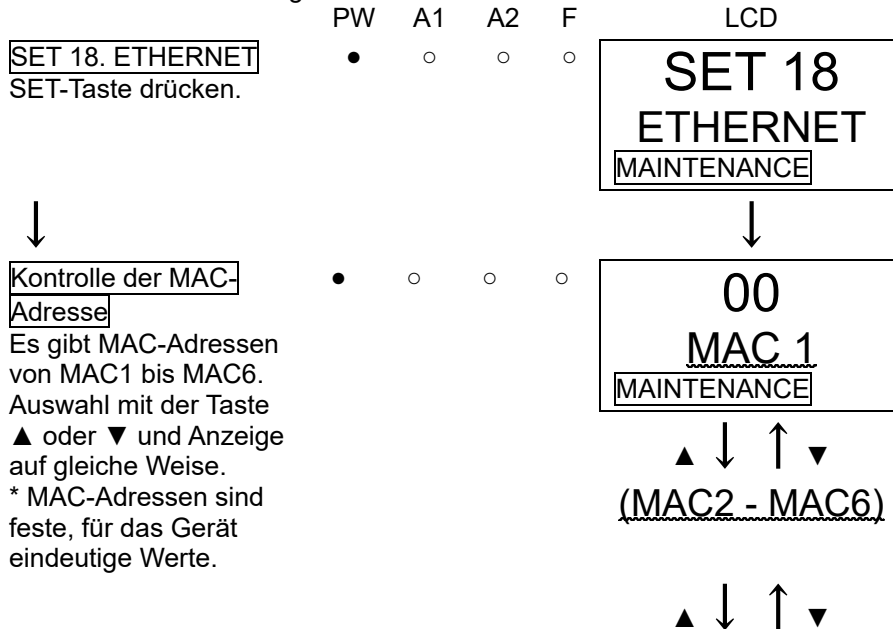 PW A1 A2 F LCD
SET 18. ETHERNET ● ○ ○ ○
SET-Taste drücken.
SET 18
ETHERNET
MAINTENANCE
↓ ↓
Kontrolle der MAC-
Adresse
● ○ ○ ○
Es gibt MAC-Adressen
von MAC1 bis MAC6.
Auswahl mit der Taste
▲ oder ▼ und Anzeige
auf gleiche Weise.
* MAC-Adressen sind
feste, für das Gerät
eindeutige Werte.
00
MAC 1
MAINTENANCE
▲ ↓ ↑ ▼
(MAC2 - MAC6)
▲ ↓ ↑ ▼